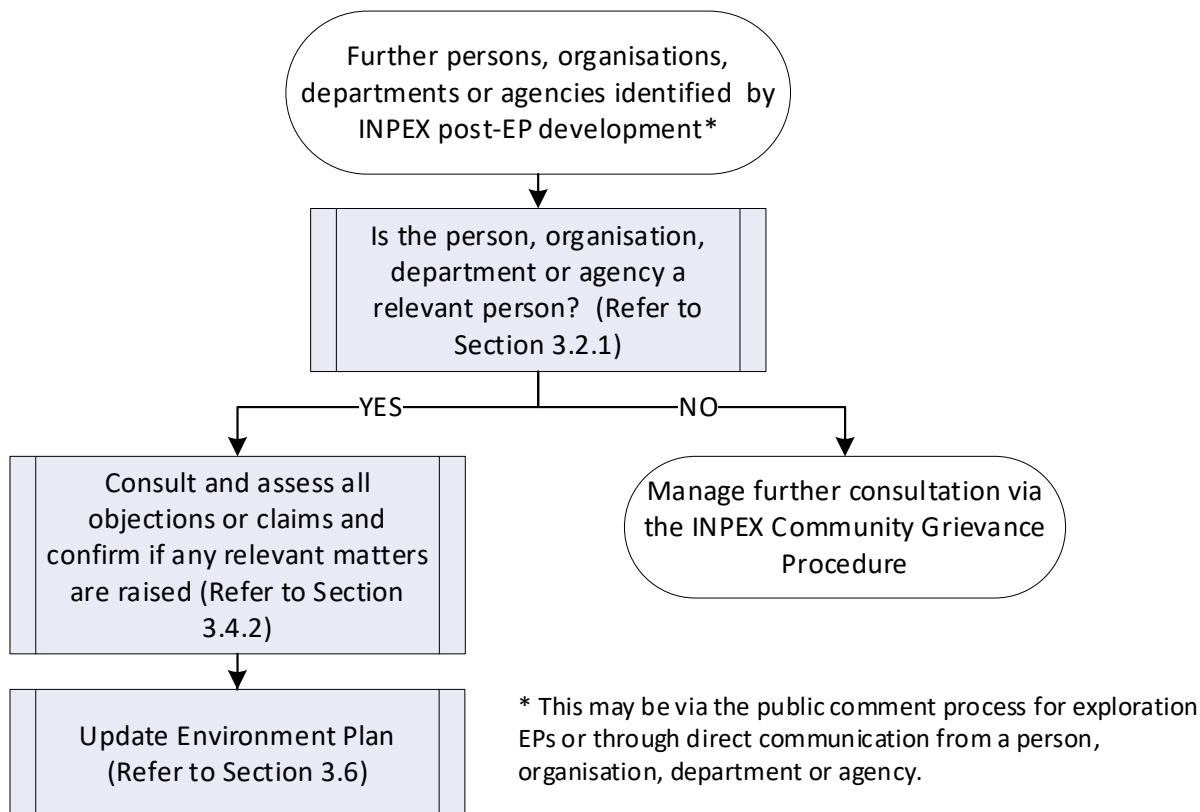 Further persons, organisations,
departments or agencies identified by
INPEX post-EP development*
Is the person, organisation,
department or agency a
relevant person? (Refer to
Section 3.2.1)
YES
NO
Consult and assess all
objections or claims and
confirm if any relevant matters
are raised (Refer to Section
3.4.2)
Manage further consultation via
the INPEX Community Grievance
Procedure
Update Environment Plan
(Refer to Section 3.6)
* This may be via the public comment process for exploration
EPs or through direct communication from a person,
organisation, department or agency.